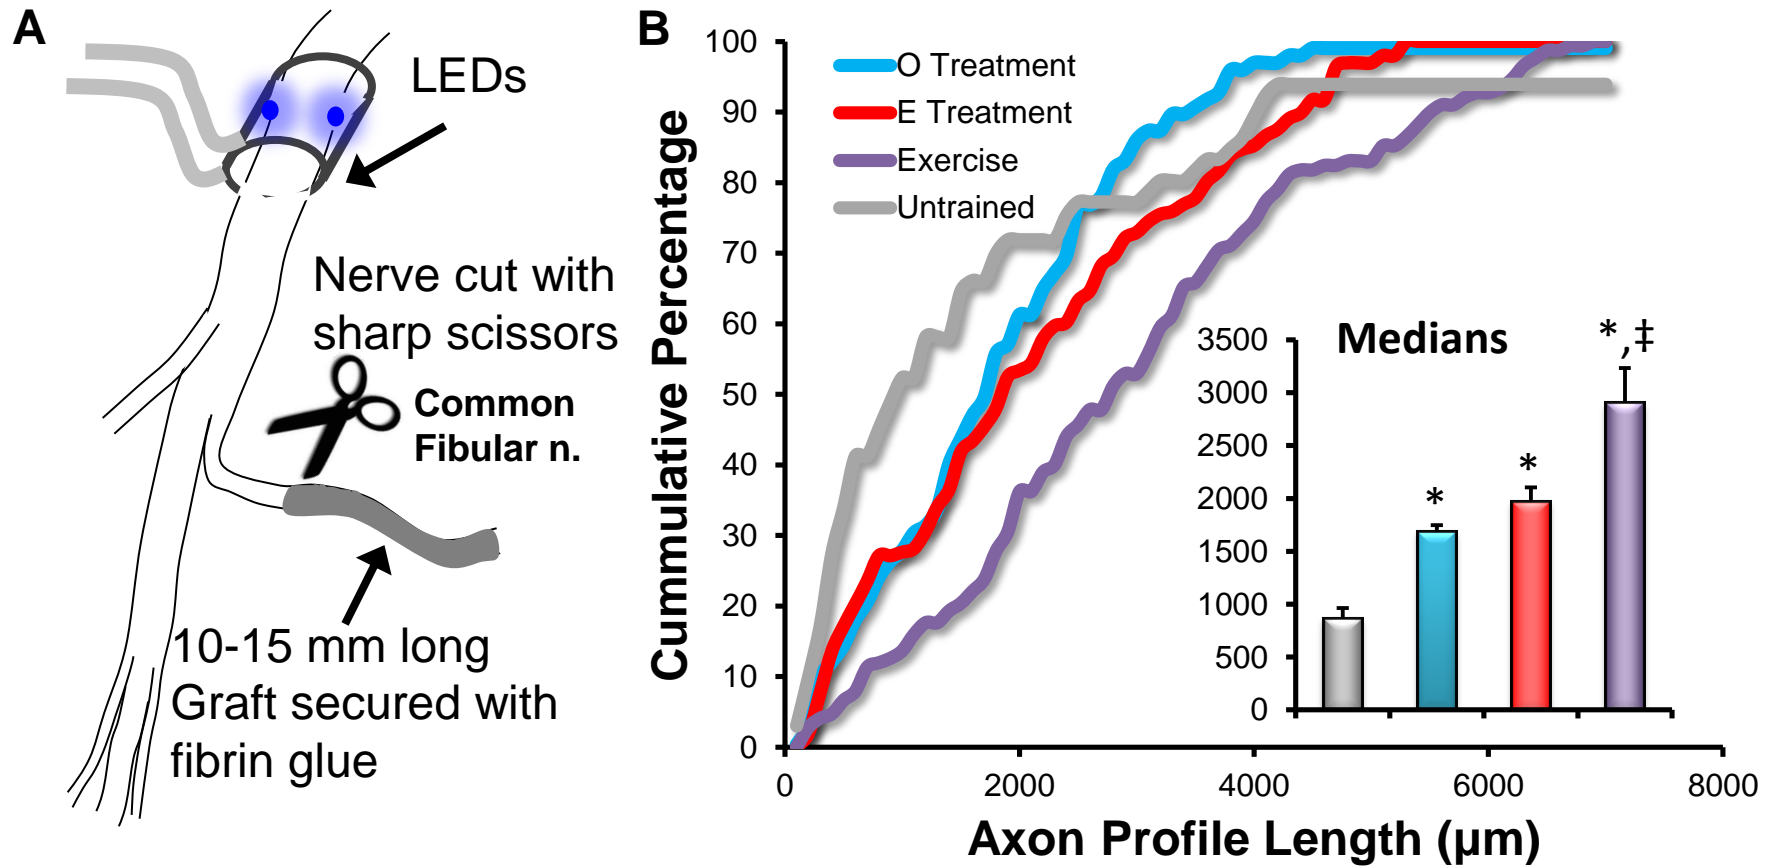 A
LEDs
Nerve cut with
sharp scissors
Common
Fibular n.
10-15 mm long
Graft secured with
fibrin glue
B
Cummulative Percentage
100
90
80
70
60
50
40
30
20
10
0
O Treatment
E Treatment
Exercise
Untrained
Medians
3500
3000
2500
2000
1500
1000
500
0
*
*
*,‡
0
2000
4000
6000
8000
Axon Profile Length (µm)